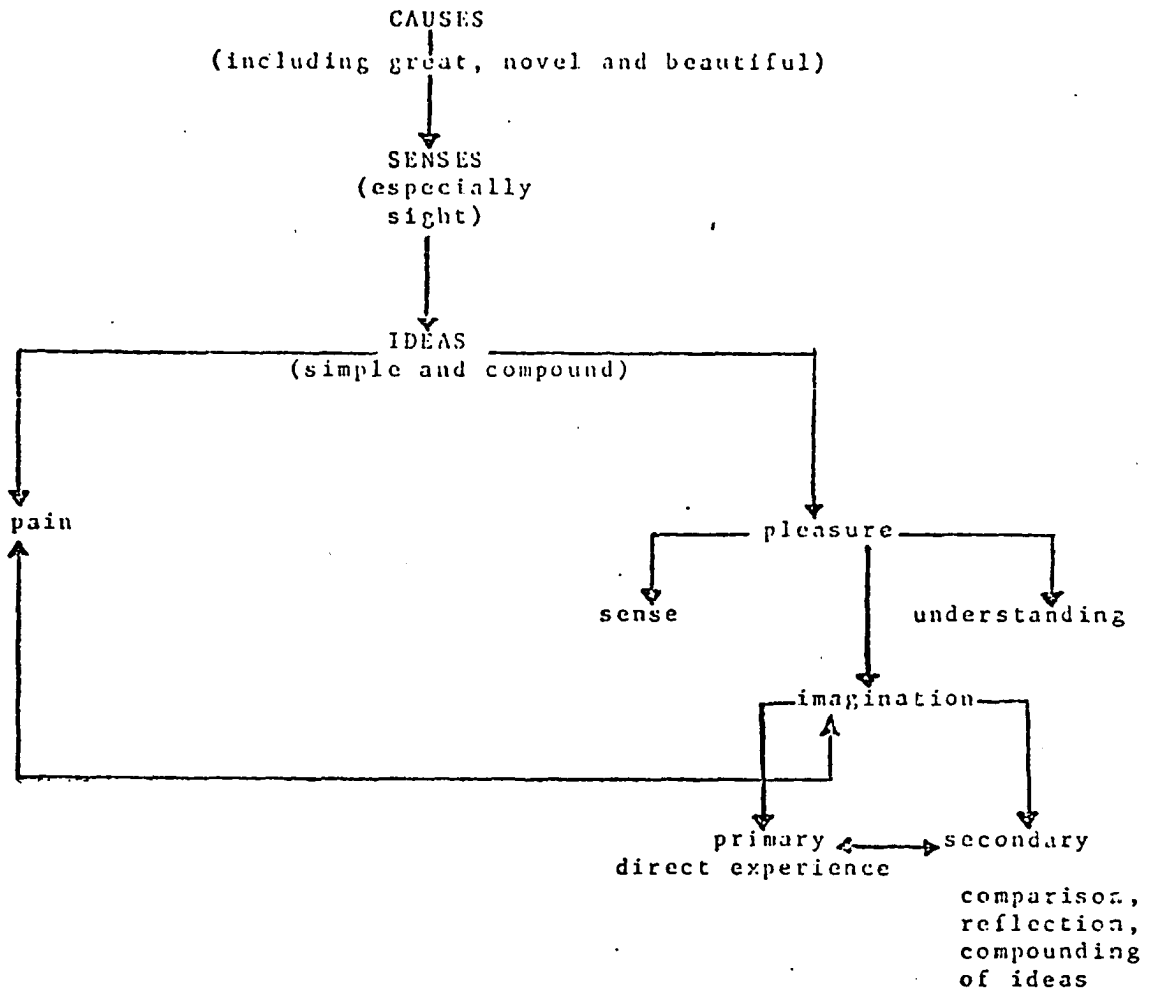 CAUSES
(including great, novel and beautiful)
SENSES
(especially
sight)
IDEAS
(simple and compound)
pain
pleasure
sense
understanding
imagination
primary
secondary
direct experience
comparison,
reflection,
compounding
of ideas